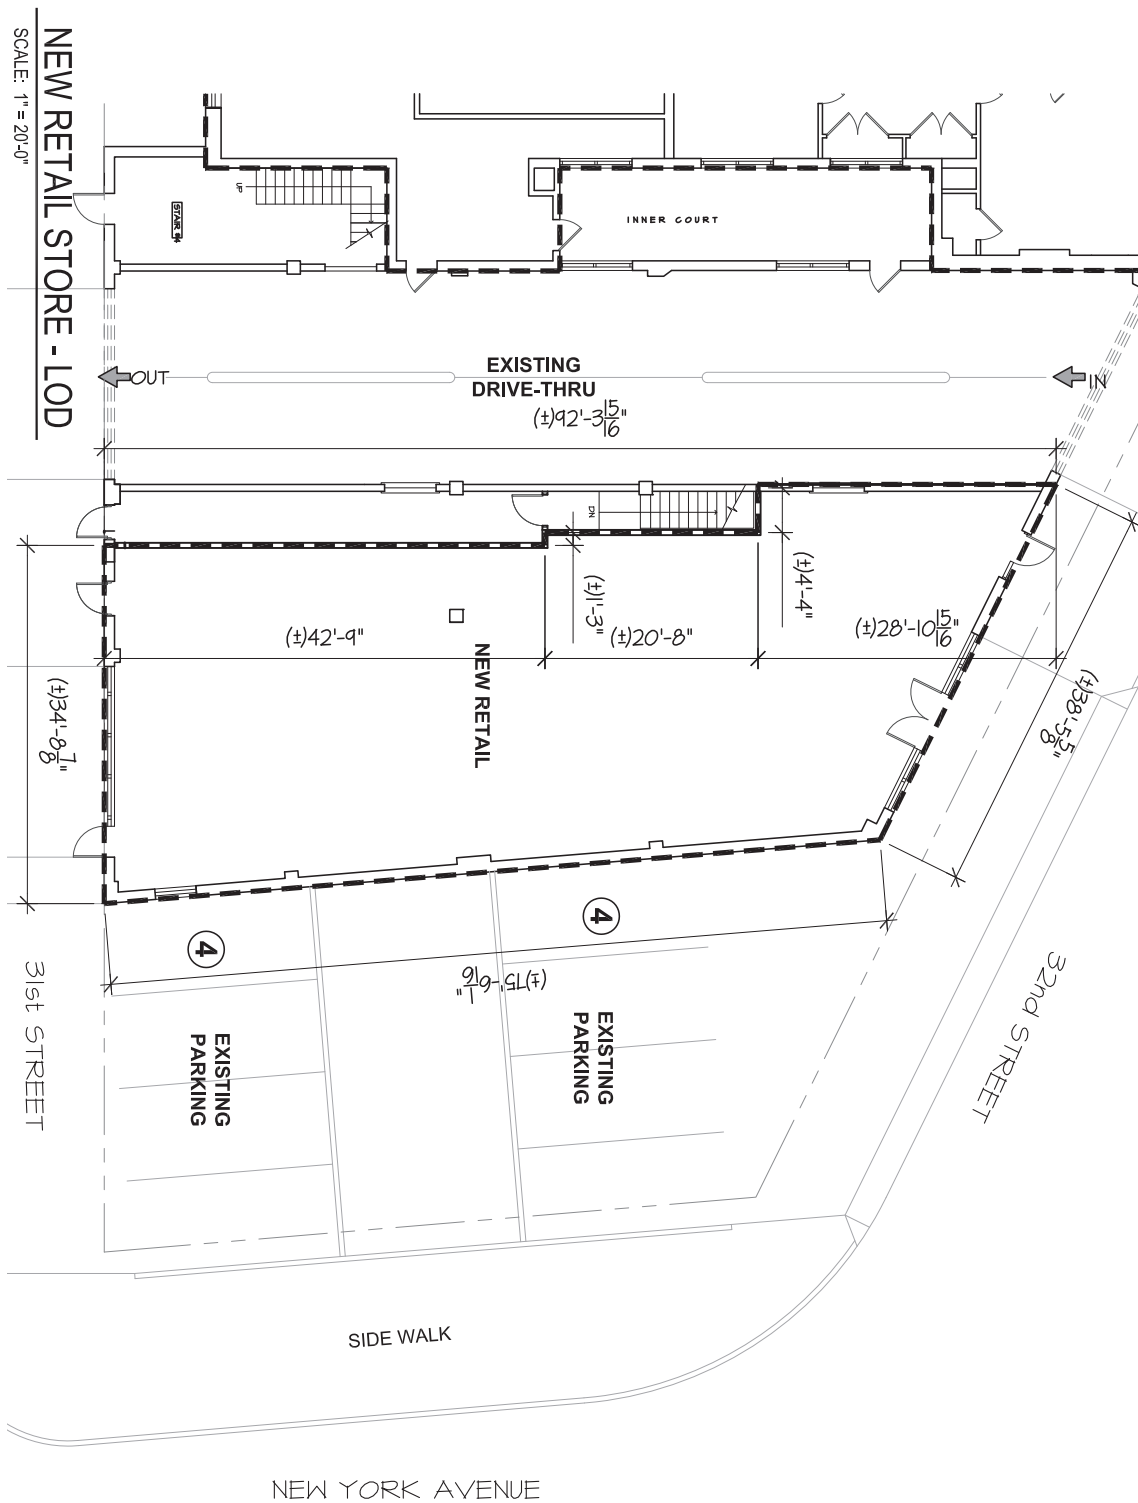 NEW RETAIL STORE - LOD
SCALE: 1" = 20'-0"
UP
STAIR #4
INNER COURT
OUT
EXISTING
DRIVE-THRU
IN
(±)92'-3 15/16"
DN
(±)4'-4"
(±)1'-3"
(±)42'-9"
(±)20'-8"
(±)28'-10 15/16"
NEW RETAIL
(±)34'-8 7/8"
(±)38'-5 5/8"
4
4
(±)75'-6 1/16"
31st STREET
32nd STREET
EXISTING
PARKING
EXISTING
PARKING
SIDE WALK
NEW YORK AVENUE